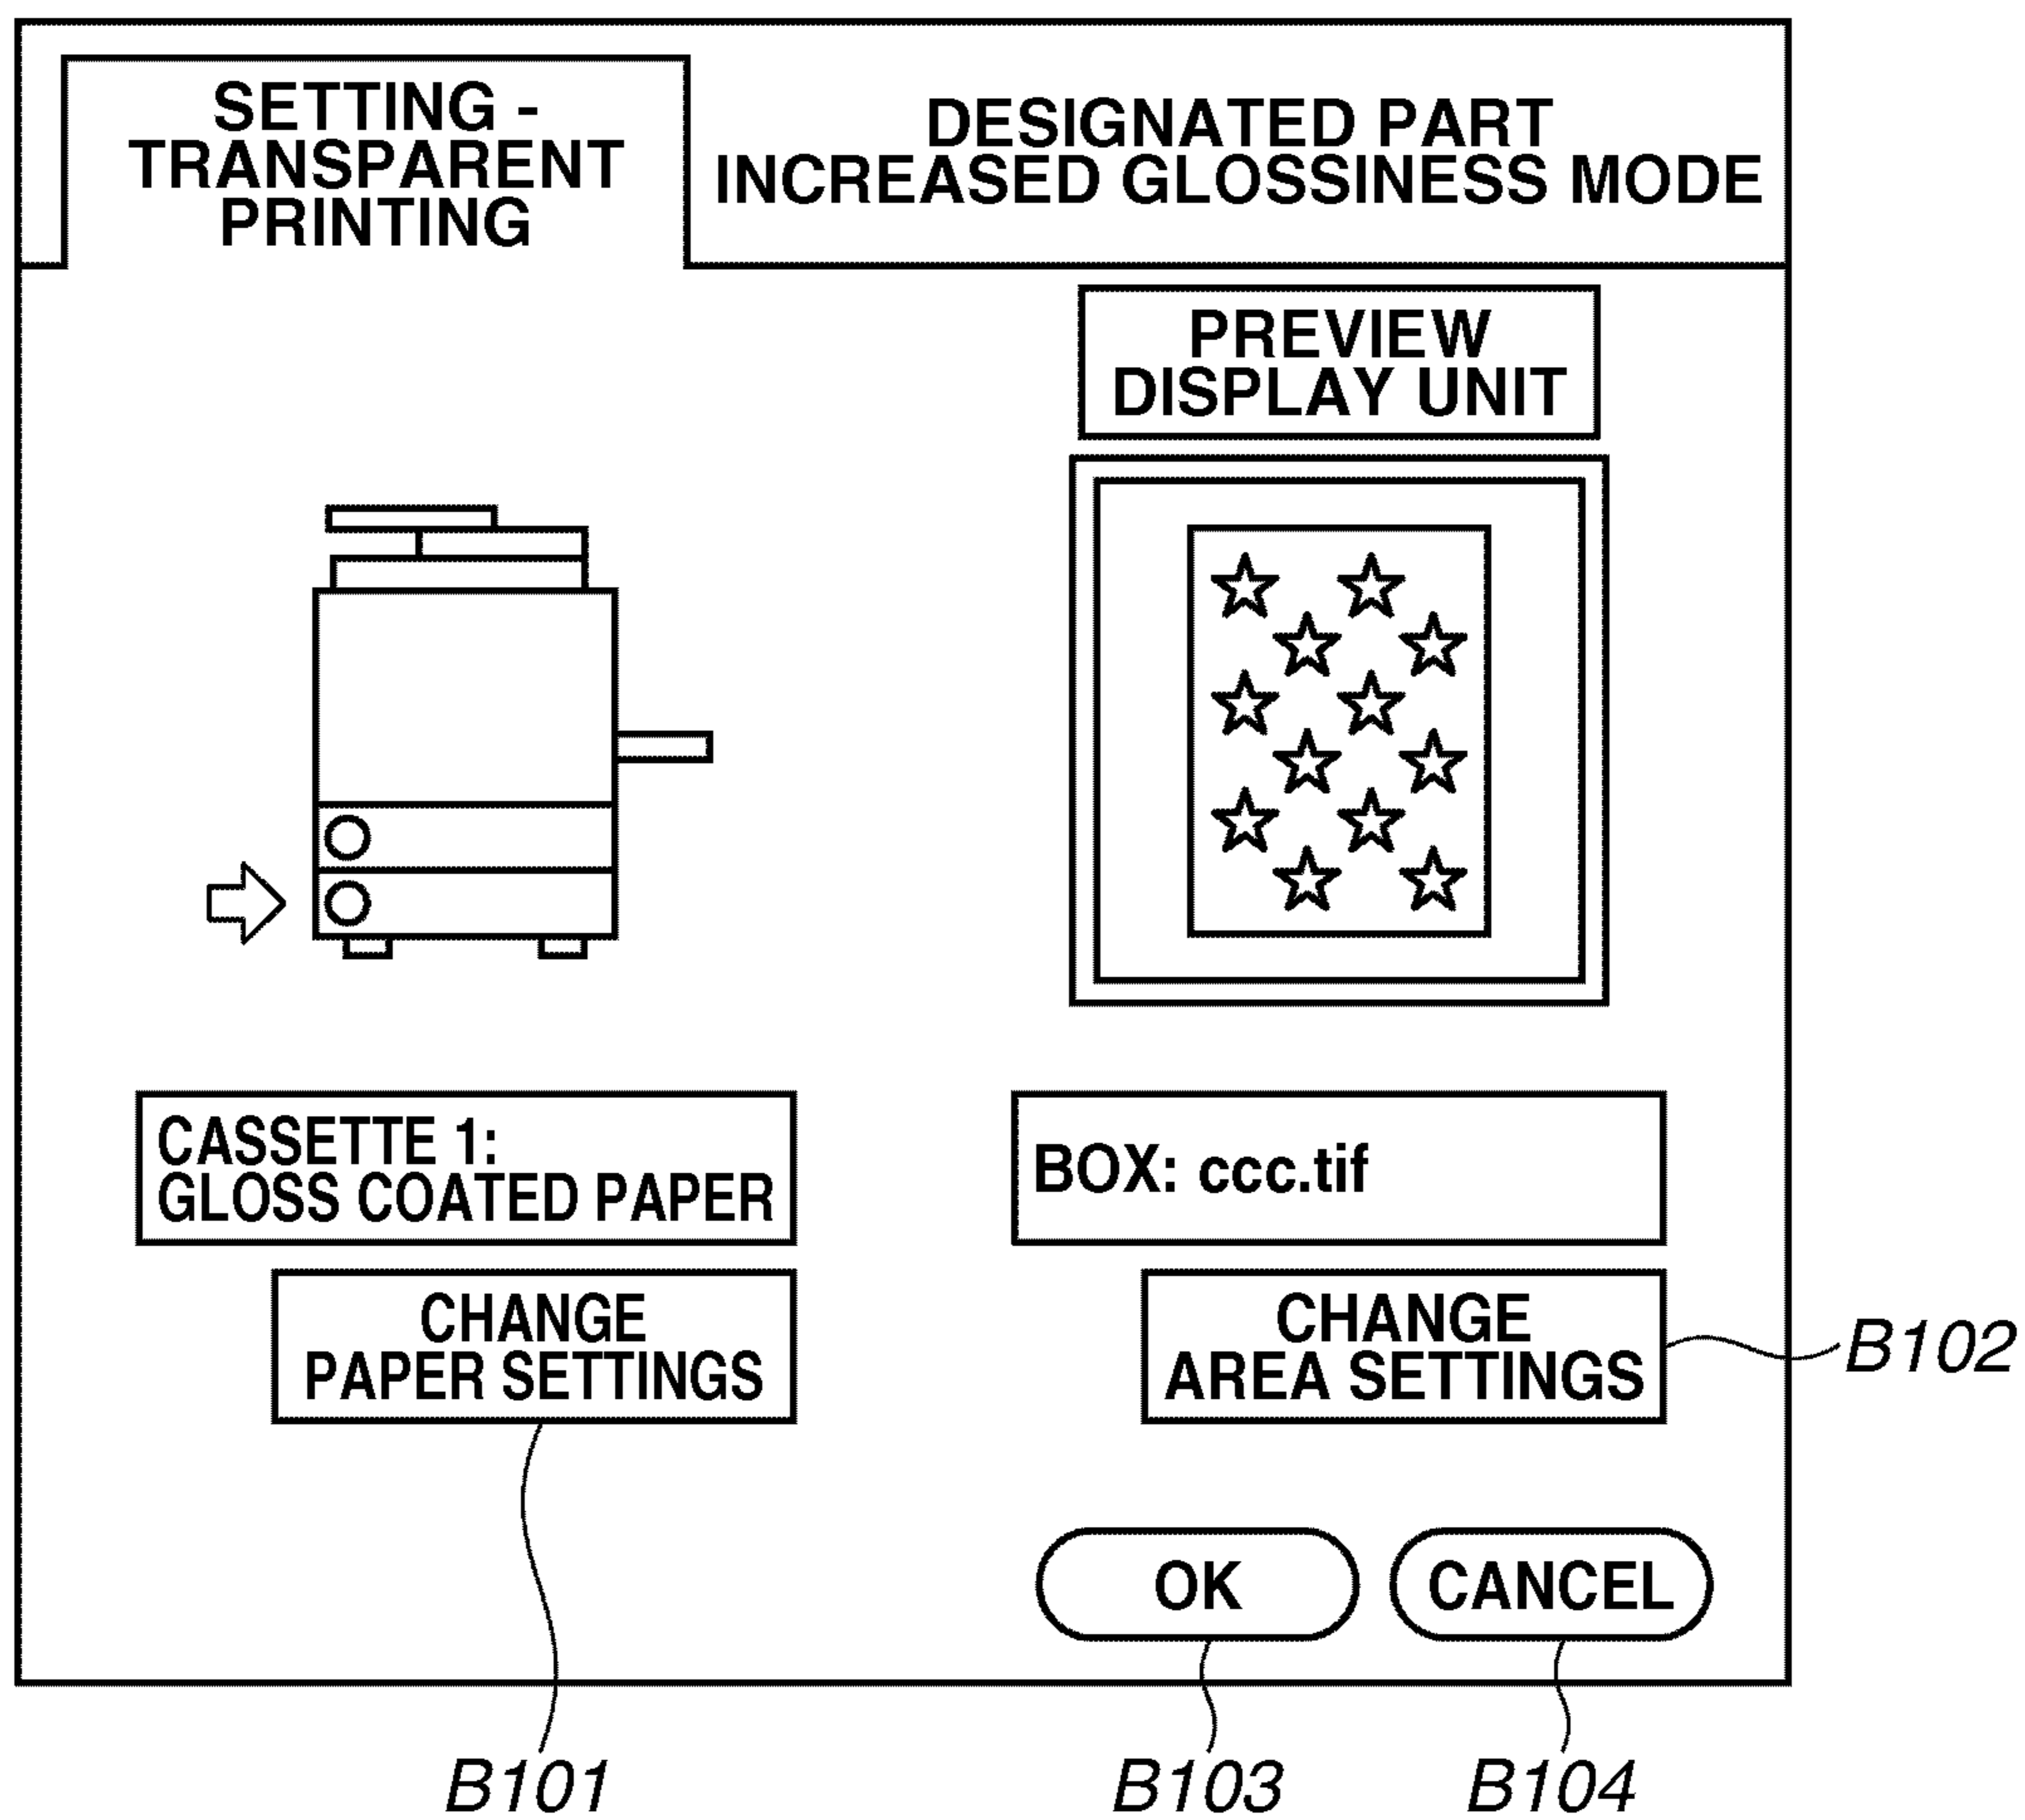 SETTING -
TRANSPARENT
PRINTING
DESIGNATED PART
INCREASED GLOSSINESS MODE
PREVIEW
DISPLAY UNIT
CASSETTE 1:
GLOSS COATED PAPER
BOX: ccc.tif
CHANGE
PAPER SETTINGS
CHANGE
AREA SETTINGS
B102
OK
CANCEL
B101
B103
B104